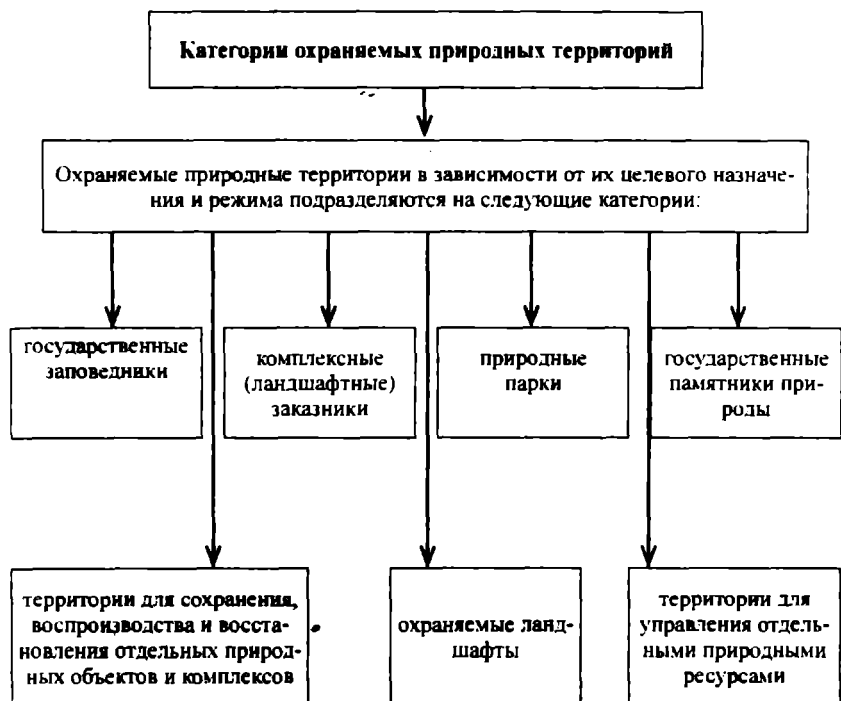 Категории охраняемых природных территорий
Охраняемые природные территории в зависимости от их целевого назначе-
ния и режима подразделяются на следующие категории:
государственные
заповедники
комплексные
(ландшафтные)
заказники
природные
парки
государственные
памятники при-
роды
территории для сохранения,
воспроизводства и восста-
новления отдельных природ-
ных объектов и комплексов
охраняемые ланд-
шафты
территории для
управления отдель-
ными природными
ресурсами